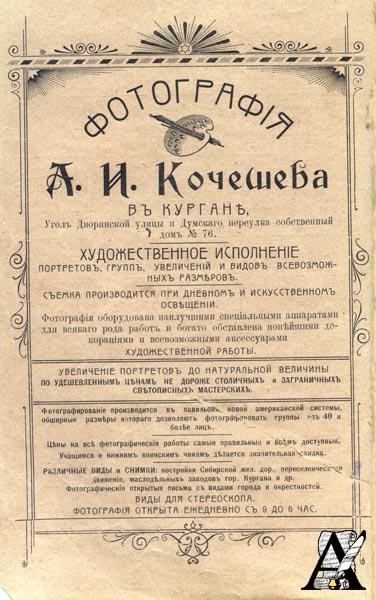 ФОТОГРАФІЯ
А. И. Кочешева
ВЪ КУРГАНѢ,
Уголъ Дворянской улицы и Думскаго переулка собственный
домъ № 76.
ХУДОЖЕСТВЕННОЕ ИСПОЛНЕНІЕ
ПОРТРЕТОВЪ, ГРУППЪ, УВЕЛИЧЕНІЙ И ВИДОВЪ ВСЕВОЗМОЖ-
НЫХЪ РАЗМѢРОВЪ.
СЪЕМКА ПРОИЗВОДИТСЯ ПРИ ДНЕВНОМЪ И ИСКУССТВЕННОМЪ
ОСВѢЩЕНІИ.
Фотографія оборудована наилучшими спеціальными аппаратами
для всякаго рода работъ и богато обставлена новѣйшими де-
кораціями и всевозможными аксессуарами
ХУДОЖЕСТВЕННОЙ РАБОТЫ.
УВЕЛИЧЕНІЕ ПОРТРЕТОВЪ ДО НАТУРАЛЬНОЙ ВЕЛИЧИНЫ
ПО УДЕШЕВЛЕННЫМЪ ЦѢНАМЪ НЕ ДОРОЖЕ СТОЛИЧНЫХЪ И ЗАГРАНИЧНЫХЪ
СВѢТОПИСНЫХЪ МАСТЕРСКИХЪ.
Фотографированіе производится въ павильонѣ, новой американской системы,
обширные размѣры котораго дозволяютъ фотографировать группы въ 40 и
болѣе лицъ.
Цѣны на всѣ фотографическія работы самыя правильныя и всѣмъ доступныя.
Учащимся и нижнимъ воинскимъ чинамъ дѣлается значительная скидка.
РАЗЛИЧНЫЕ ВИДЫ и СНИМКИ: постройки Сибирской жел. дор., переселенческаго
движенія, маслодѣльныхъ заводовъ гор. Кургана и др.
Фотографическія открытыя письма съ видами города и окрестностей.
ВИДЫ ДЛЯ СТЕРЕОСКОПА.
ФОТОГРАФІЯ ОТКРЫТА ЕЖЕДНЕВНО СЪ 9 ДО 6 ЧАС.
А